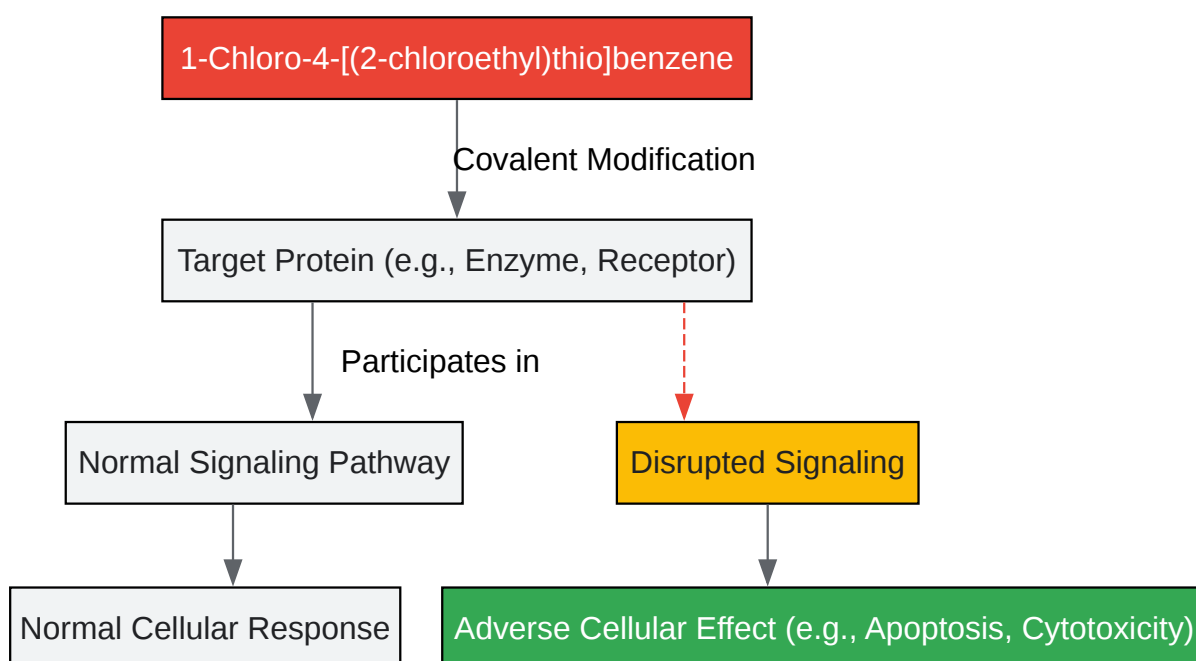 1-Chloro-4-[(2-chloroethyl)thio]benzene
Covalent Modification
Target Protein (e.g., Enzyme, Receptor)
Participates in
Normal Signaling Pathway
Disrupted Signaling
Normal Cellular Response
Adverse Cellular Effect (e.g., Apoptosis, Cytotoxicity)